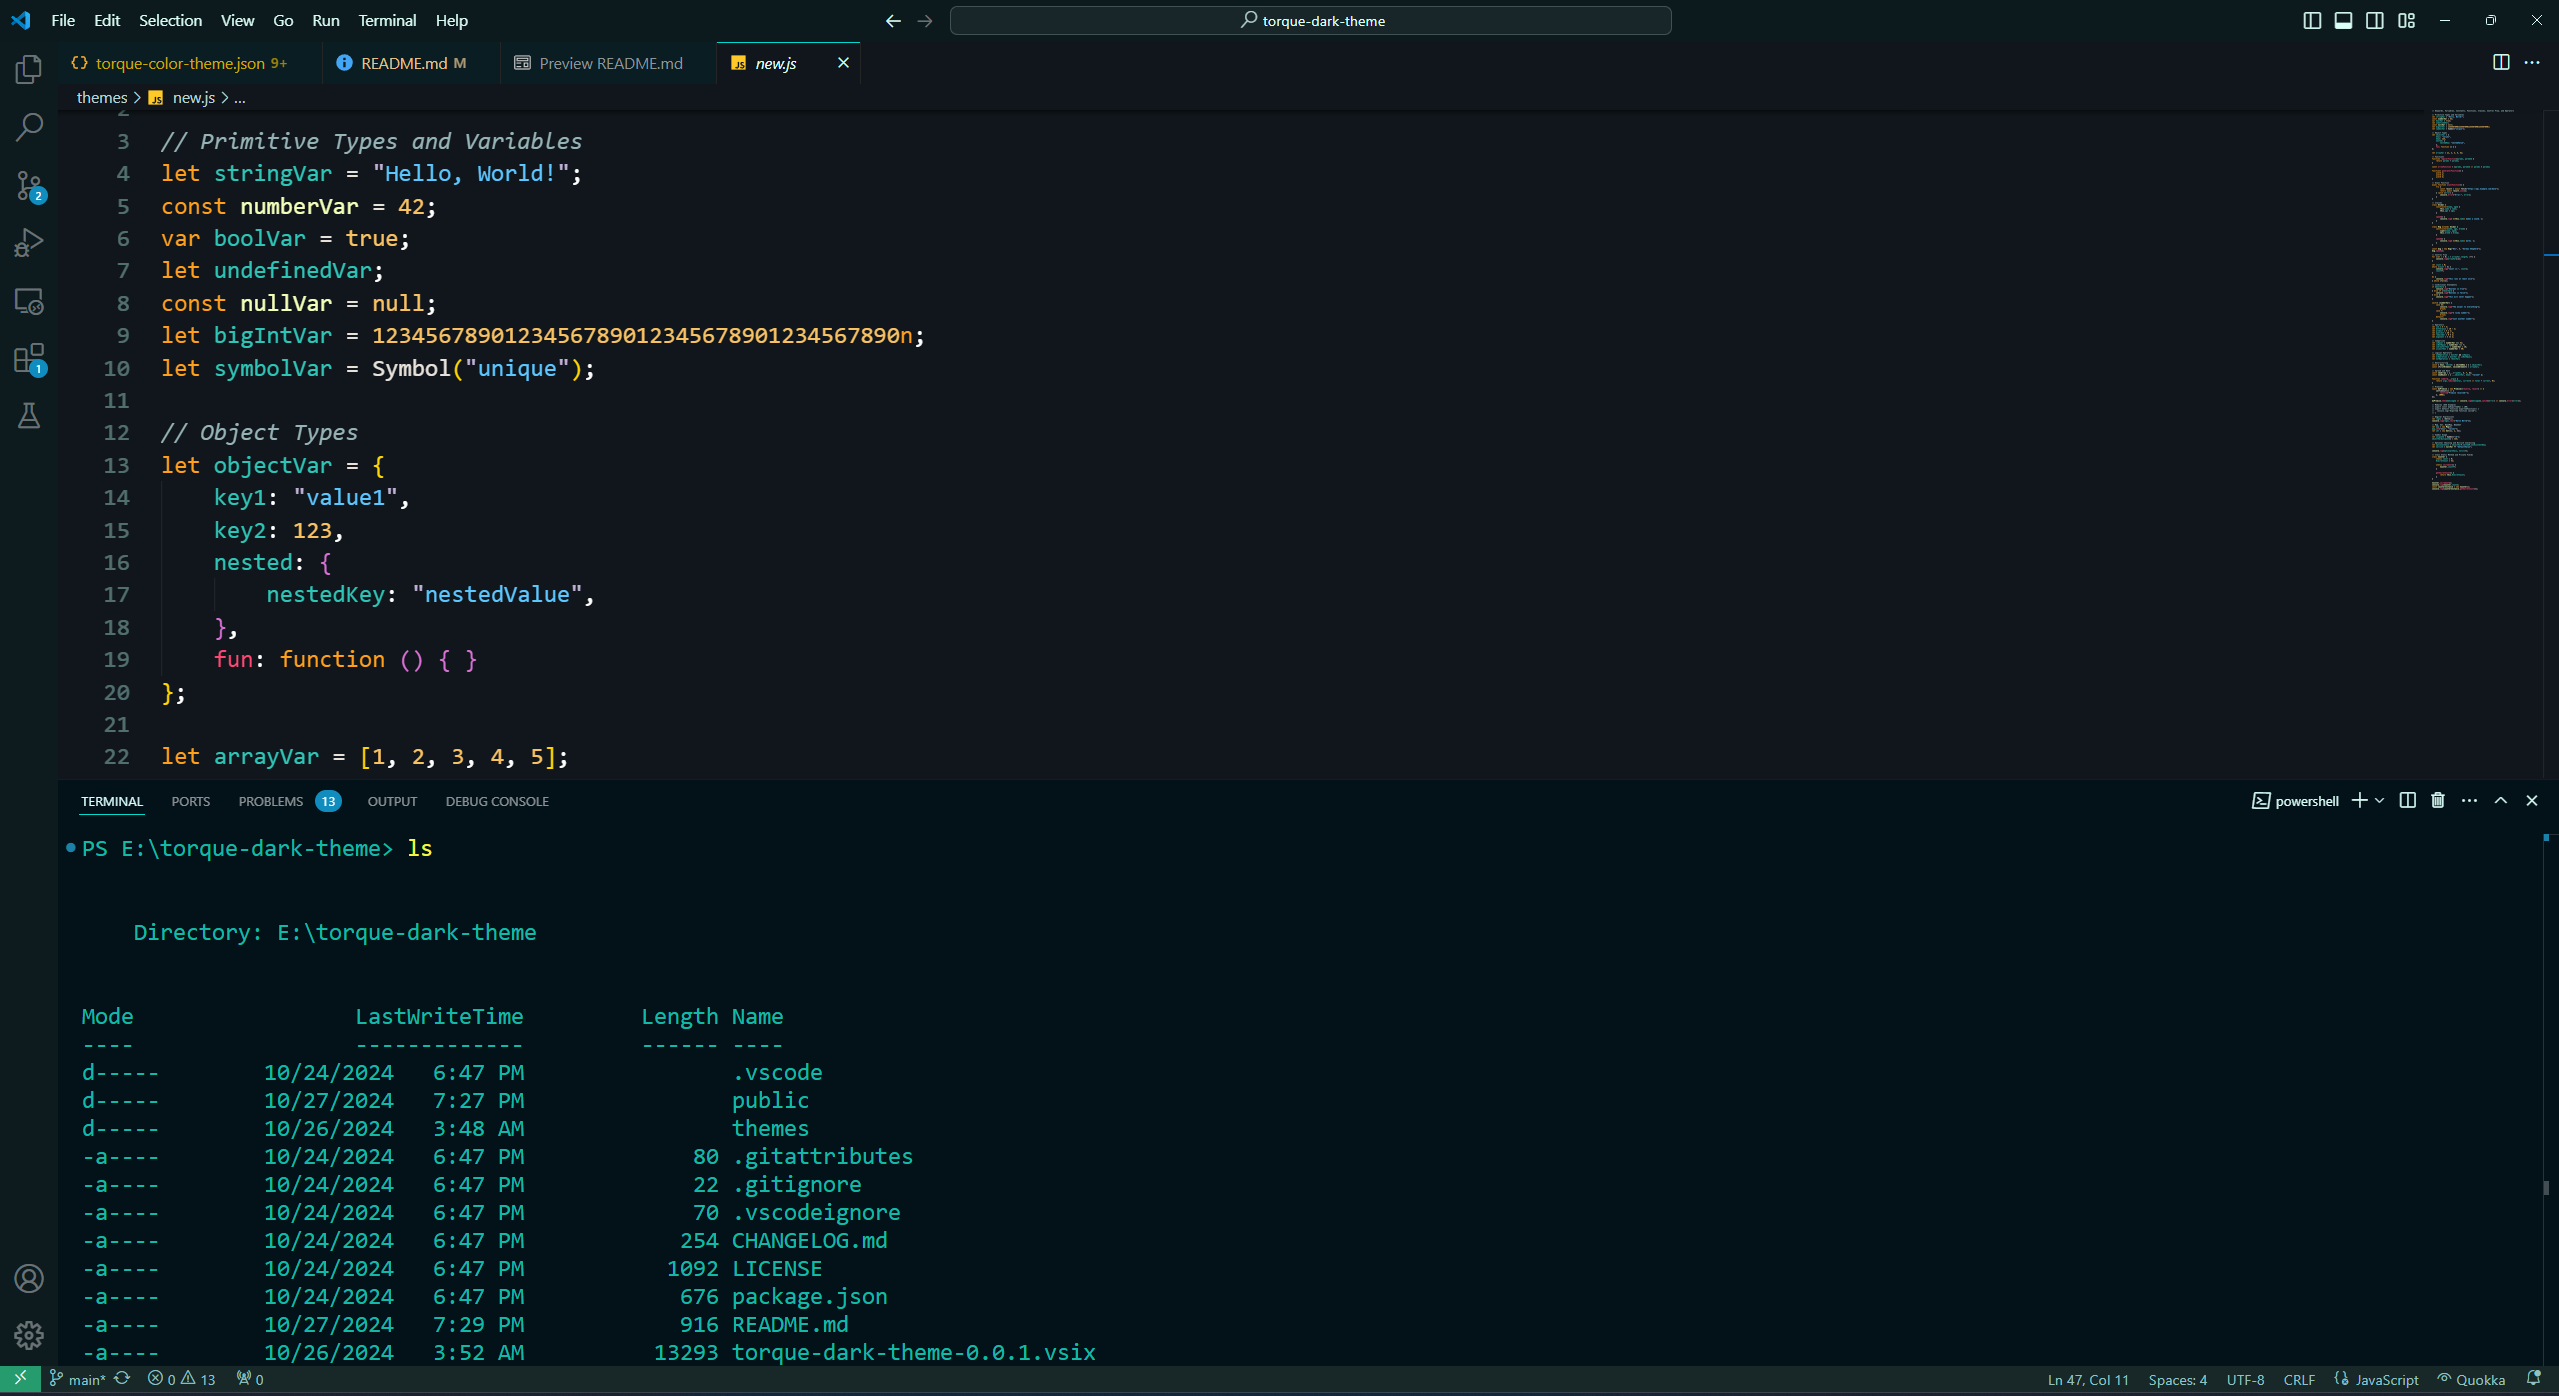 File Edit Selection View Go Run Terminal Help
torque-dark-theme
torque-color-theme.json 9+
README.md M
Preview README.md
JS new.js
themes > JS new.js > ...
2
1
2
3 // Primitive Types and Variables
4 let stringVar = "Hello, World!";
5 const numberVar = 42;
6 var boolVar = true;
7 let undefinedVar;
8 const nullVar = null;
9 let bigIntVar = 1234567890123456789012345678901234567890n;
10 let symbolVar = Symbol("unique");
11
12 // Object Types
13 let objectVar = {
14 key1: "value1",
15 key2: 123,
16 nested: {
17 nestedKey: "nestedValue",
18 },
19 fun: function () { }
20 };
21
22 let arrayVar = [1, 2, 3, 4, 5];
TERMINAL PORTS PROBLEMS 13 OUTPUT DEBUG CONSOLE
powershell
PS E:\torque-dark-theme> ls
Directory: E:\torque-dark-theme
Mode LastWriteTime Length Name
---- ------------- ------ ----
d----- 10/24/2024 6:47 PM .vscode
d----- 10/27/2024 7:27 PM public
d----- 10/26/2024 3:48 AM themes
-a---- 10/24/2024 6:47 PM 80 .gitattributes
-a---- 10/24/2024 6:47 PM 22 .gitignore
-a---- 10/24/2024 6:47 PM 70 .vscodeignore
-a---- 10/24/2024 6:47 PM 254 CHANGELOG.md
-a---- 10/24/2024 6:47 PM 1092 LICENSE
-a---- 10/24/2024 6:47 PM 676 package.json
-a---- 10/27/2024 7:29 PM 916 README.md
-a---- 10/26/2024 3:52 AM 13293 torque-dark-theme-0.0.1.vsix
main* 0 13 0
Ln 47, Col 11 Spaces: 4 UTF-8 CRLF JavaScript Quokka